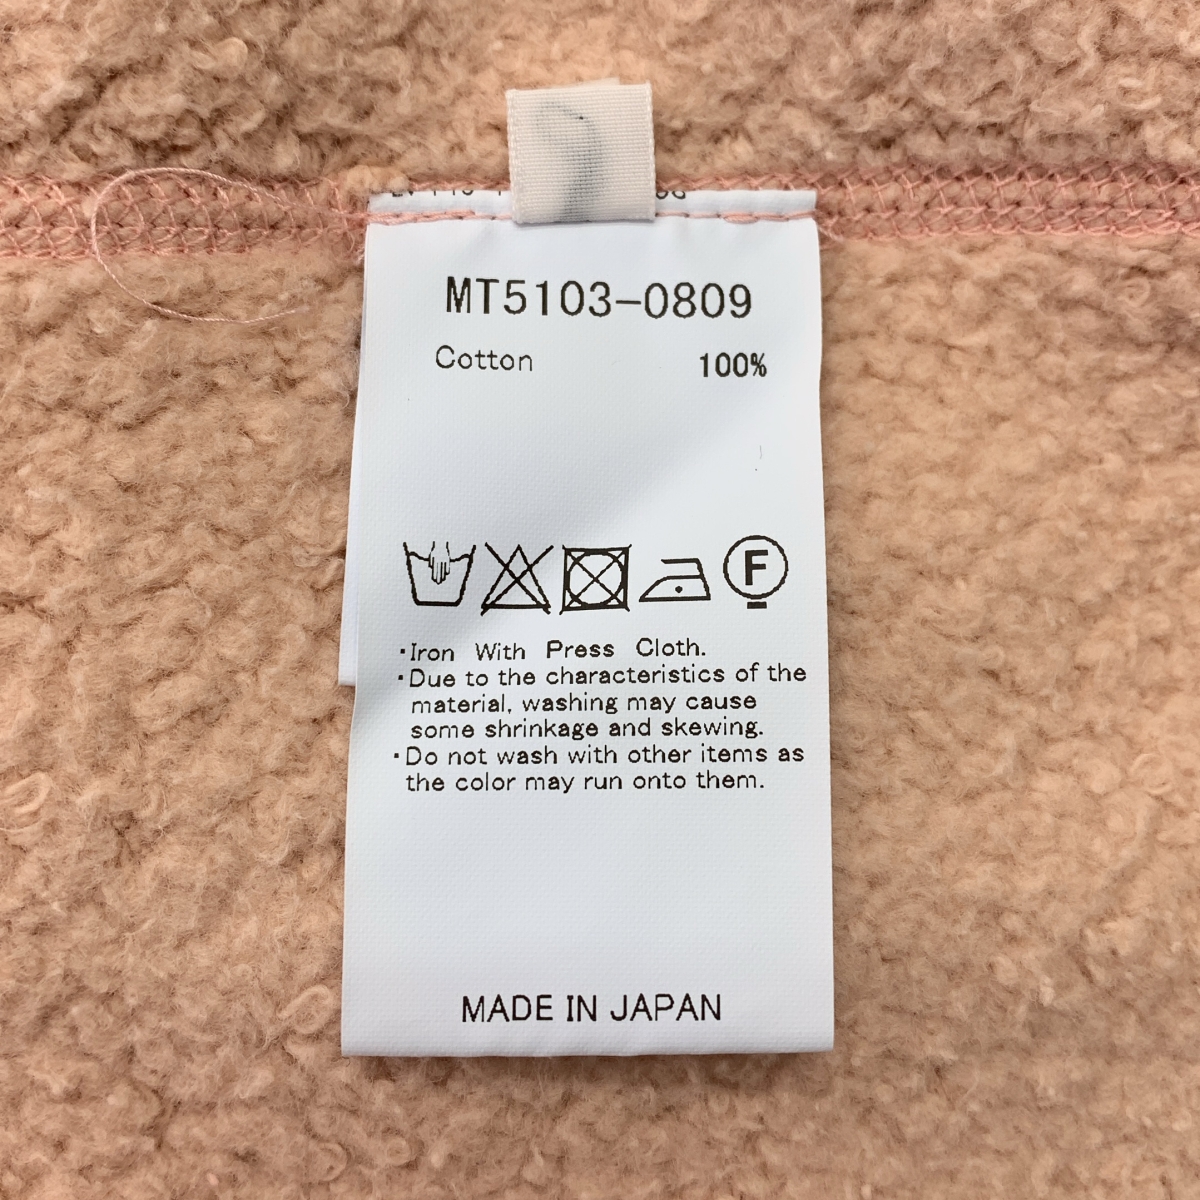 MT5103-0809
Cotton 100%
F
·Iron With Press Cloth.
·Due to the characteristics of the
material, washing may cause
some shrinkage and skewing.
·Do not wash with other items as
the color may run onto them.
MADE IN JAPAN